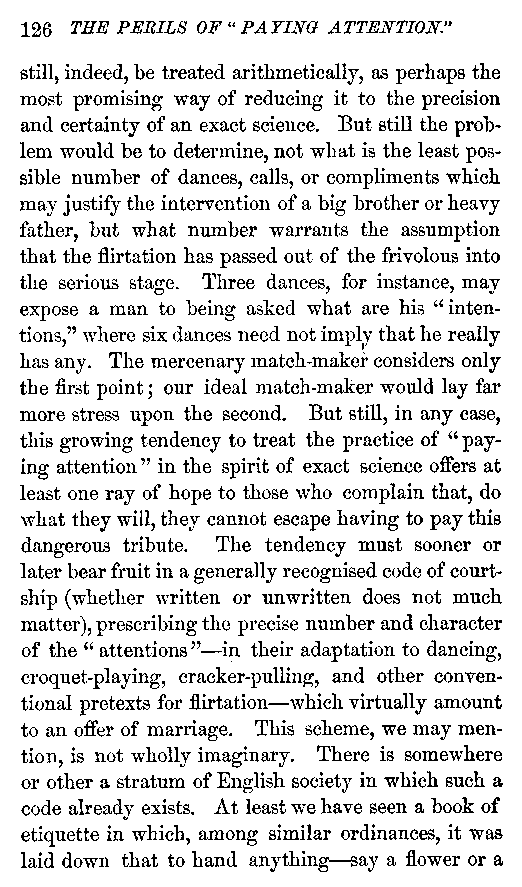 126 THE PERILS OF "PAYING ATTENTION."
still, indeed, be treated arithmetically, as perhaps the
most promising way of reducing it to the precision
and certainty of an exact science. But still the prob-
lem would be to determine, not what is the least pos-
sible number of dances, calls, or compliments which
may justify the intervention of a big brother or heavy
father, but what number warrants the assumption
that the flirtation has passed out of the frivolous into
the serious stage. Three dances, for instance, may
expose a man to being asked what are his "inten-
tions," where six dances need not imply that he really
has any. The mercenary match-maker considers only
the first point; our ideal match-maker would lay far
more stress upon the second. But still, in any case,
this growing tendency to treat the practice of "pay-
ing attention" in the spirit of exact science offers at
least one ray of hope to those who complain that, do
what they will, they cannot escape having to pay this
dangerous tribute. The tendency must sooner or
later bear fruit in a generally recognised code of court-
ship (whether written or unwritten does not much
matter), prescribing the precise number and character
of the "attentions"—in their adaptation to dancing,
croquet-playing, cracker-pulling, and other conven-
tional pretexts for flirtation—which virtually amount
to an offer of marriage. This scheme, we may men-
tion, is not wholly imaginary. There is somewhere
or other a stratum of English society in which such a
code already exists. At least we have seen a book of
etiquette in which, among similar ordinances, it was
laid down that to hand anything—say a flower or a